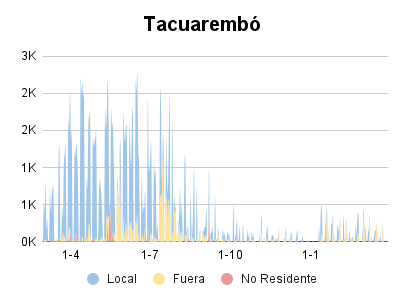 Tacuarembó
3K
2K
2K
1K
1K
0K
1-4 1-7 1-10 1-1
Local Fuera No Residente